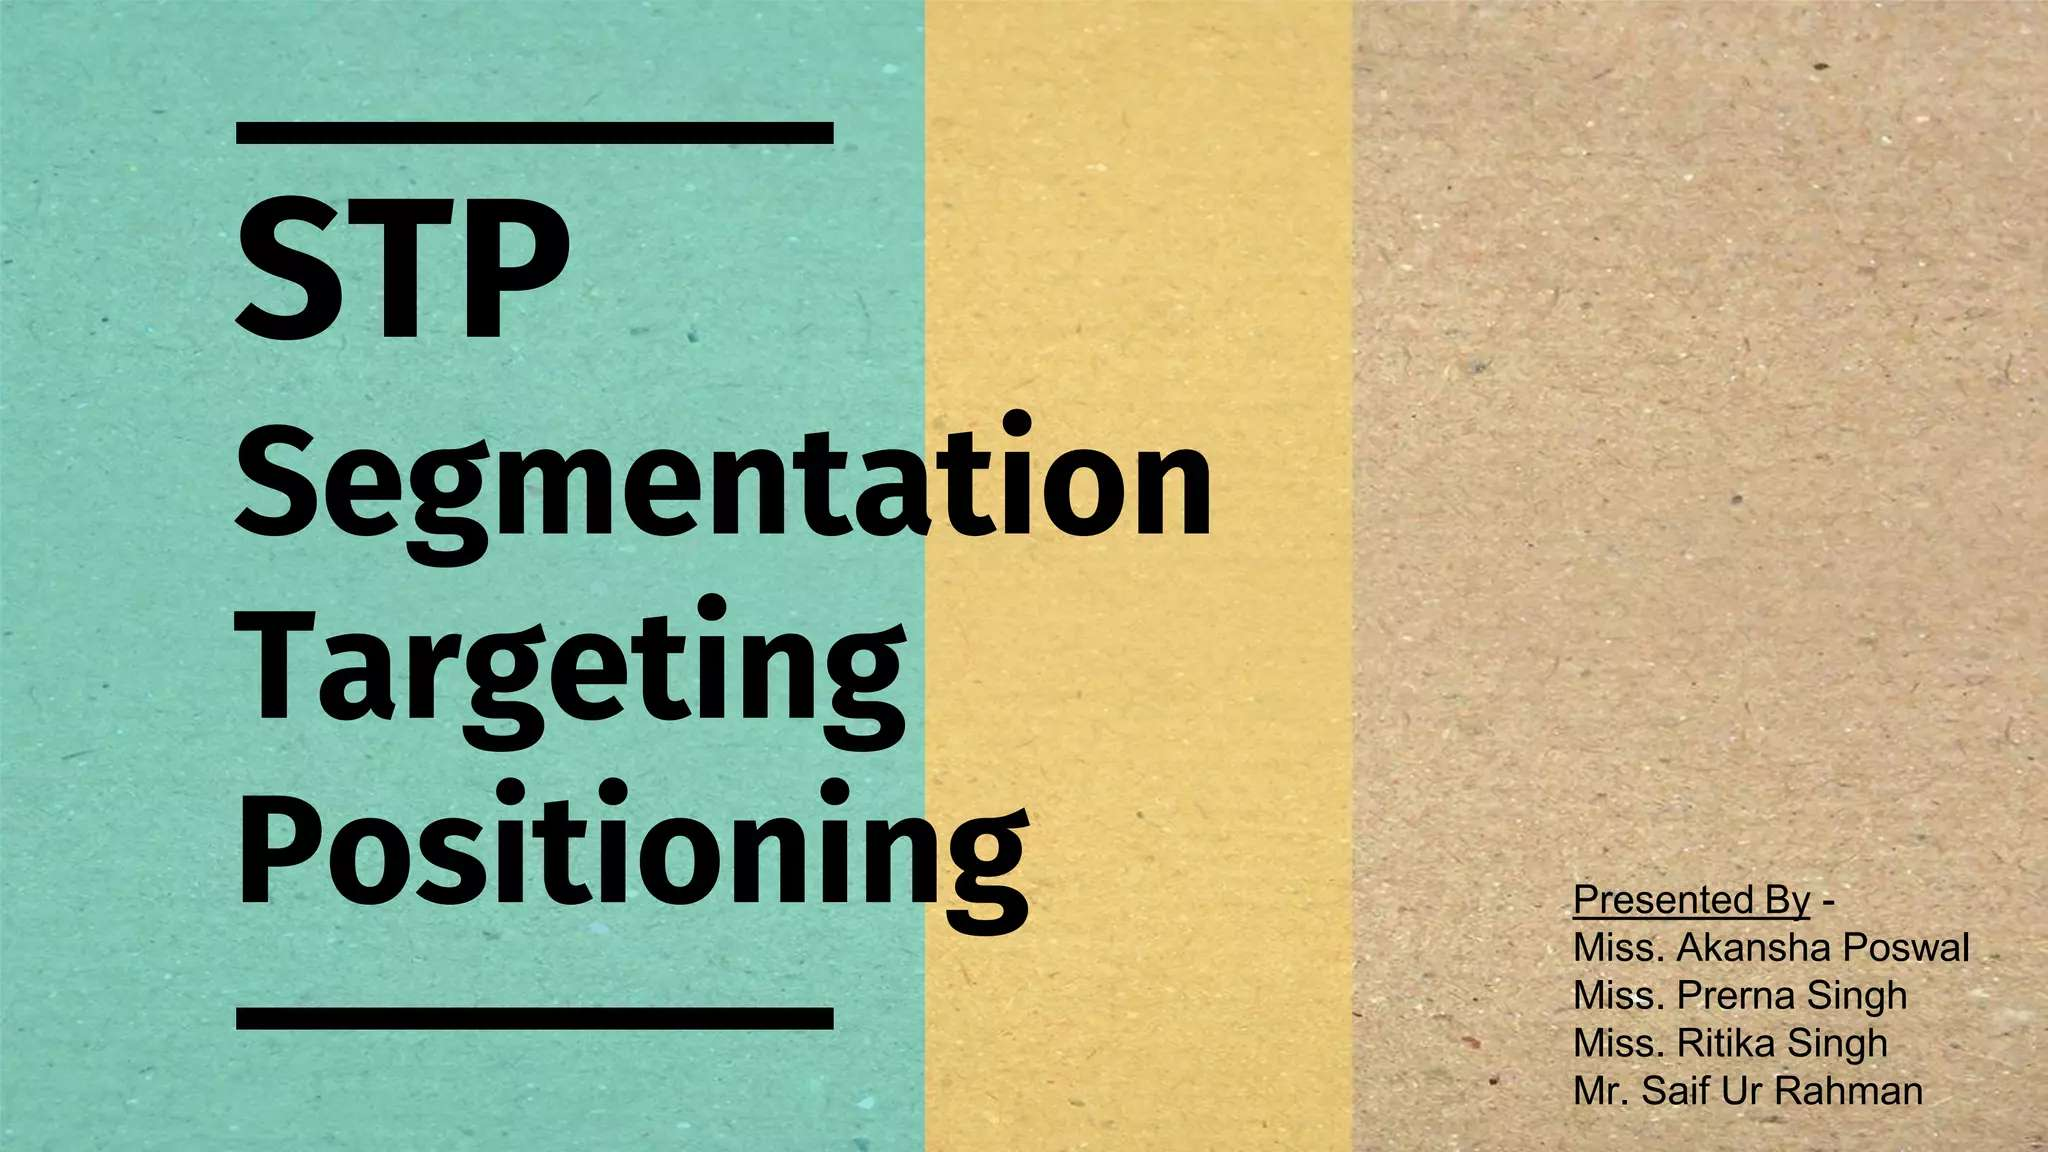 STP
Segmentation
Targeting
Positioning
Presented By -
Miss. Akansha Poswal
Miss. Prerna Singh
Miss. Ritika Singh
Mr. Saif Ur Rahman